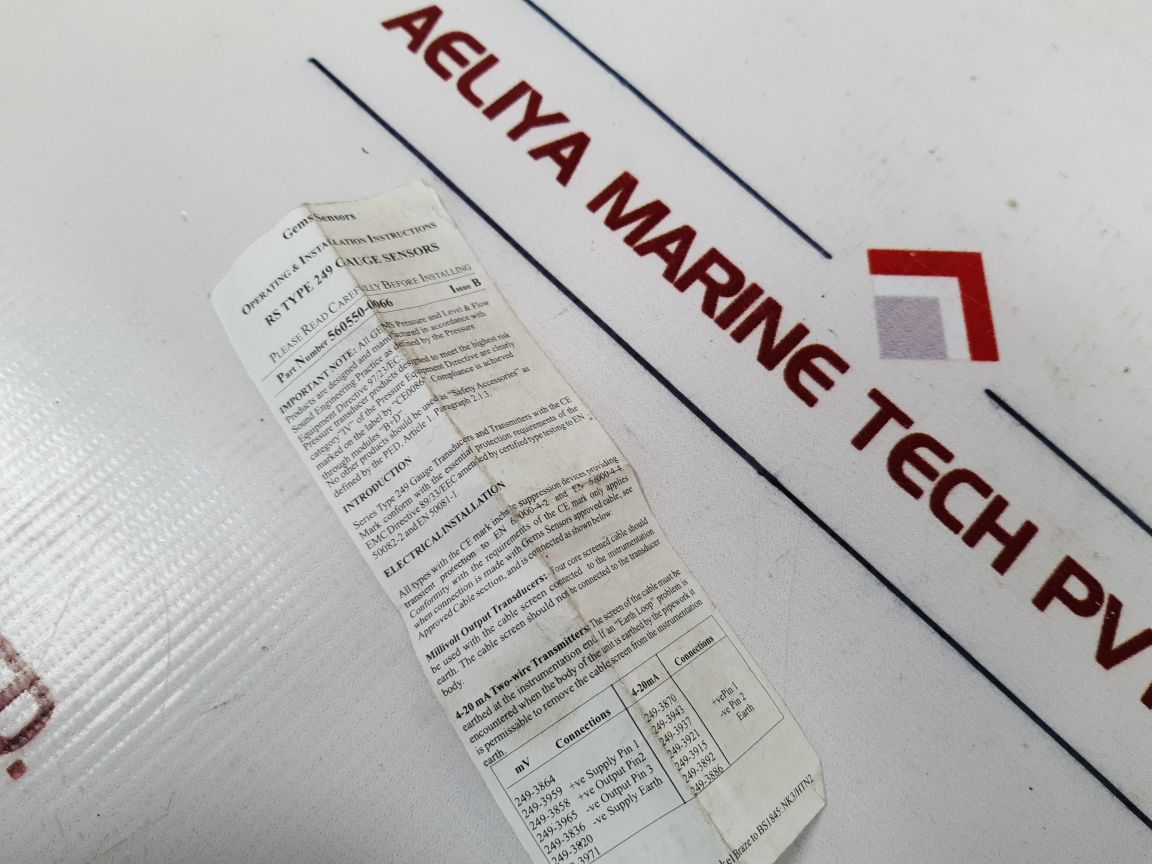 AELIYA MARINE TECH PV
D.
Gems Sensors
OPERATING & INSTALLATION INSTRUCTIONS
RS TYPE 249 GAUGE SENSORS
PLEASE READ CAREFULLY BEFORE INSTALLING
Part Number 560550-0066 Issue B
IMPORTANT NOTE: All GEMS Pressure and Level & Flow
Products are designed and manufactured in accordance with
Sound Engineering Practice as defined by the Pressure
Equipment Directive 97/23/EC.
Pressure transducer products designed to meet the highest risk
category "IV" of the Pressure Equipment Directive are clearly
marked on the label by "CE0086". Compliance is achieved
through modules "B+D".
No other products should be used as "Safety Accessories" as
defined by the PED, Article 1, Paragraph 2.1.3.
INTRODUCTION
Series Type 249 Gauge Transducers and Transmitters with the CE
Mark conform with the essential protection requirements of the
EMC Directive 89/33/EEC amended by certified type testing to EN
50082-2 and EN 50081-1.
ELECTRICAL INSTALLATION
All types with the CE mark include suppression devices providing
transient protection to EN 61000-4-2 and EN 61000-4-4.
Conformity with the requirements of the CE mark only applies
when connection is made with Gems Sensors approved cable, see
Approved Cable section, and is connected as shown below:
Millivolt Output Transducers: Four core screened cable should
be used with the cable screen connected to the instrumentation
earth. The cable screen should not be connected to the transducer
body.
4-20 mA Two-wire Transmitters: The screen of the cable must be
earthed at the instrumentation end. If an "Earth Loop" problem is
encountered when the body of the unit is earthed by the pipework it
is permissable to remove the cable screen from the instrumentation
earth.
mV Connections 4-20mA Connections
249-3864 +ve Supply Pin 1 249-3870 +vePin 1
249-3959 +ve Output Pin2 249-3943 -ve Pin 2
249-3858 -ve Output Pin 3 249-3937 Earth
249-3965 -ve Supply Earth 249-3921
249-3836 249-3915
249-3820 249-3892
3971 249-3886
Braze to BS1845:NK3/HTN2